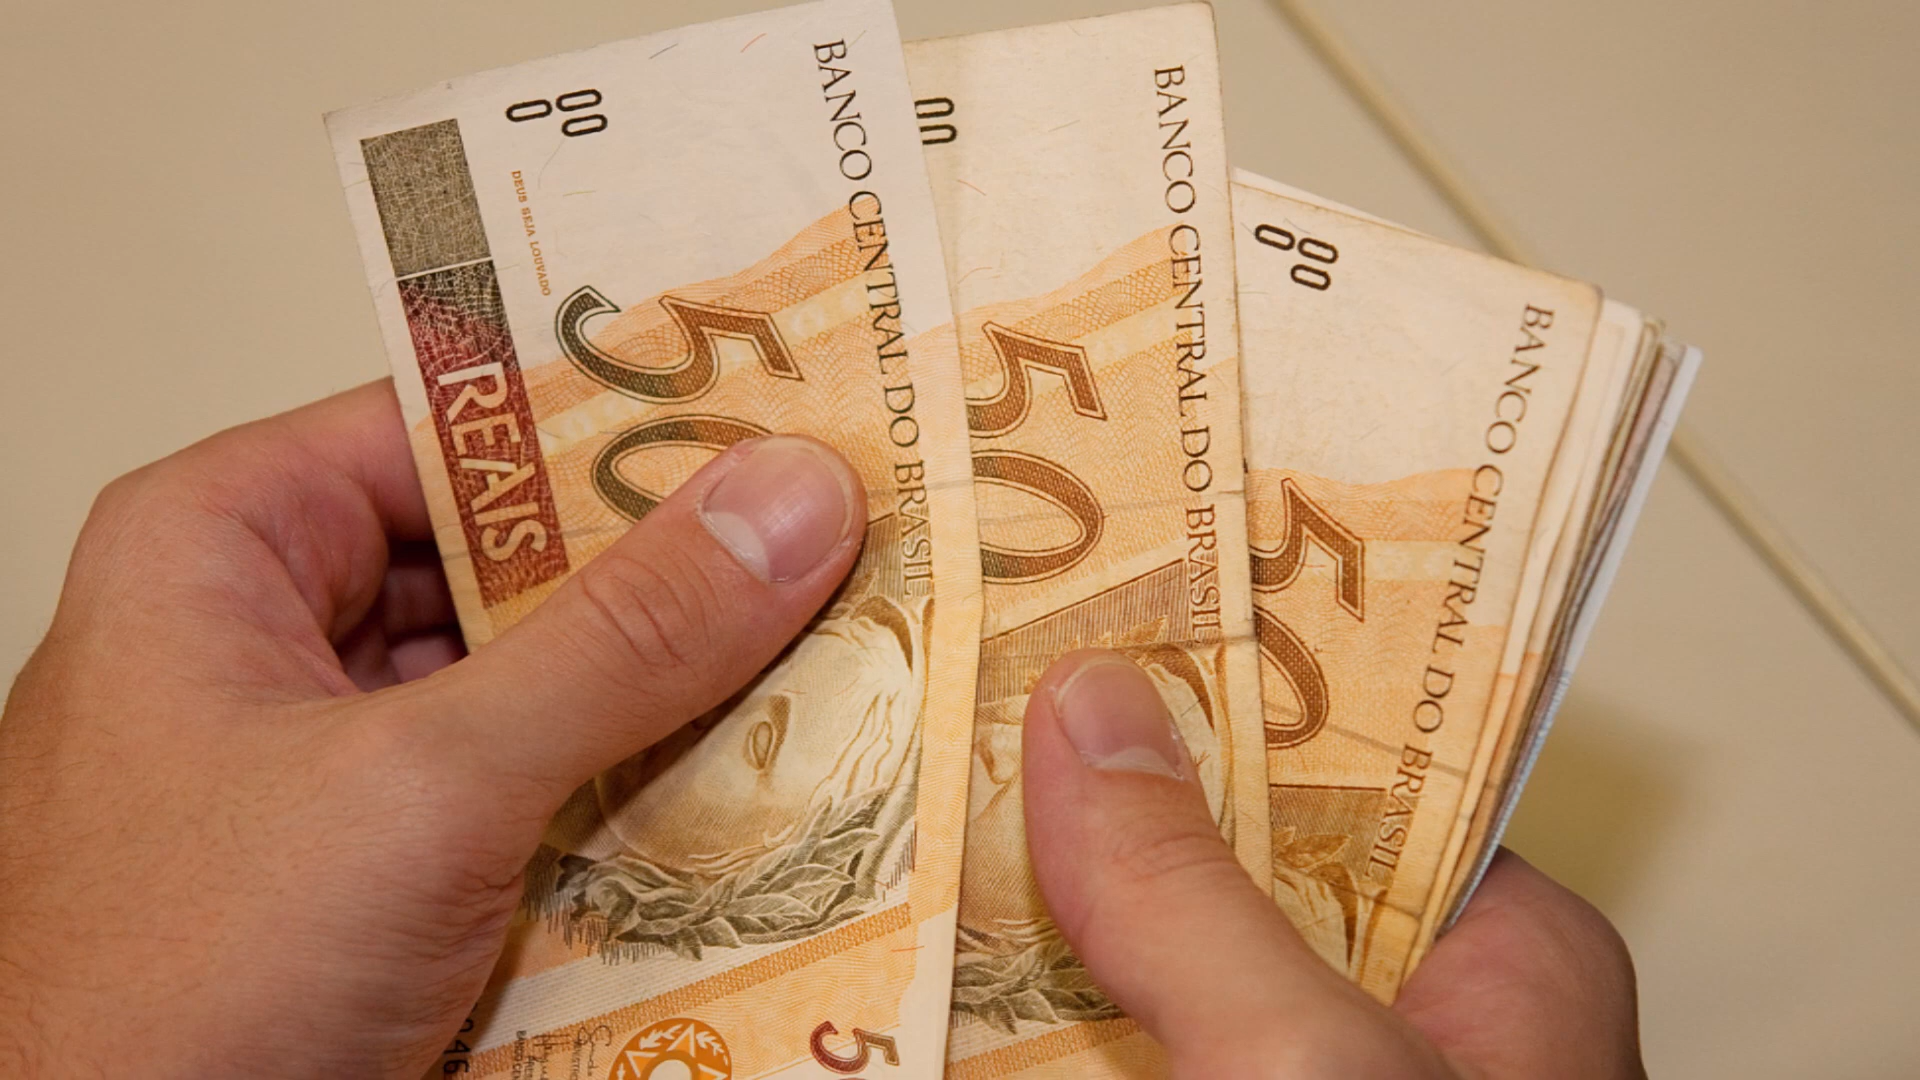 DEUS SEJA LOUVADO
REAIS
50
BANCO CENTRAL DO BRASIL
50
BANCO CENTRAL DO BRASIL
50
BANCO CENTRAL DO BRASIL